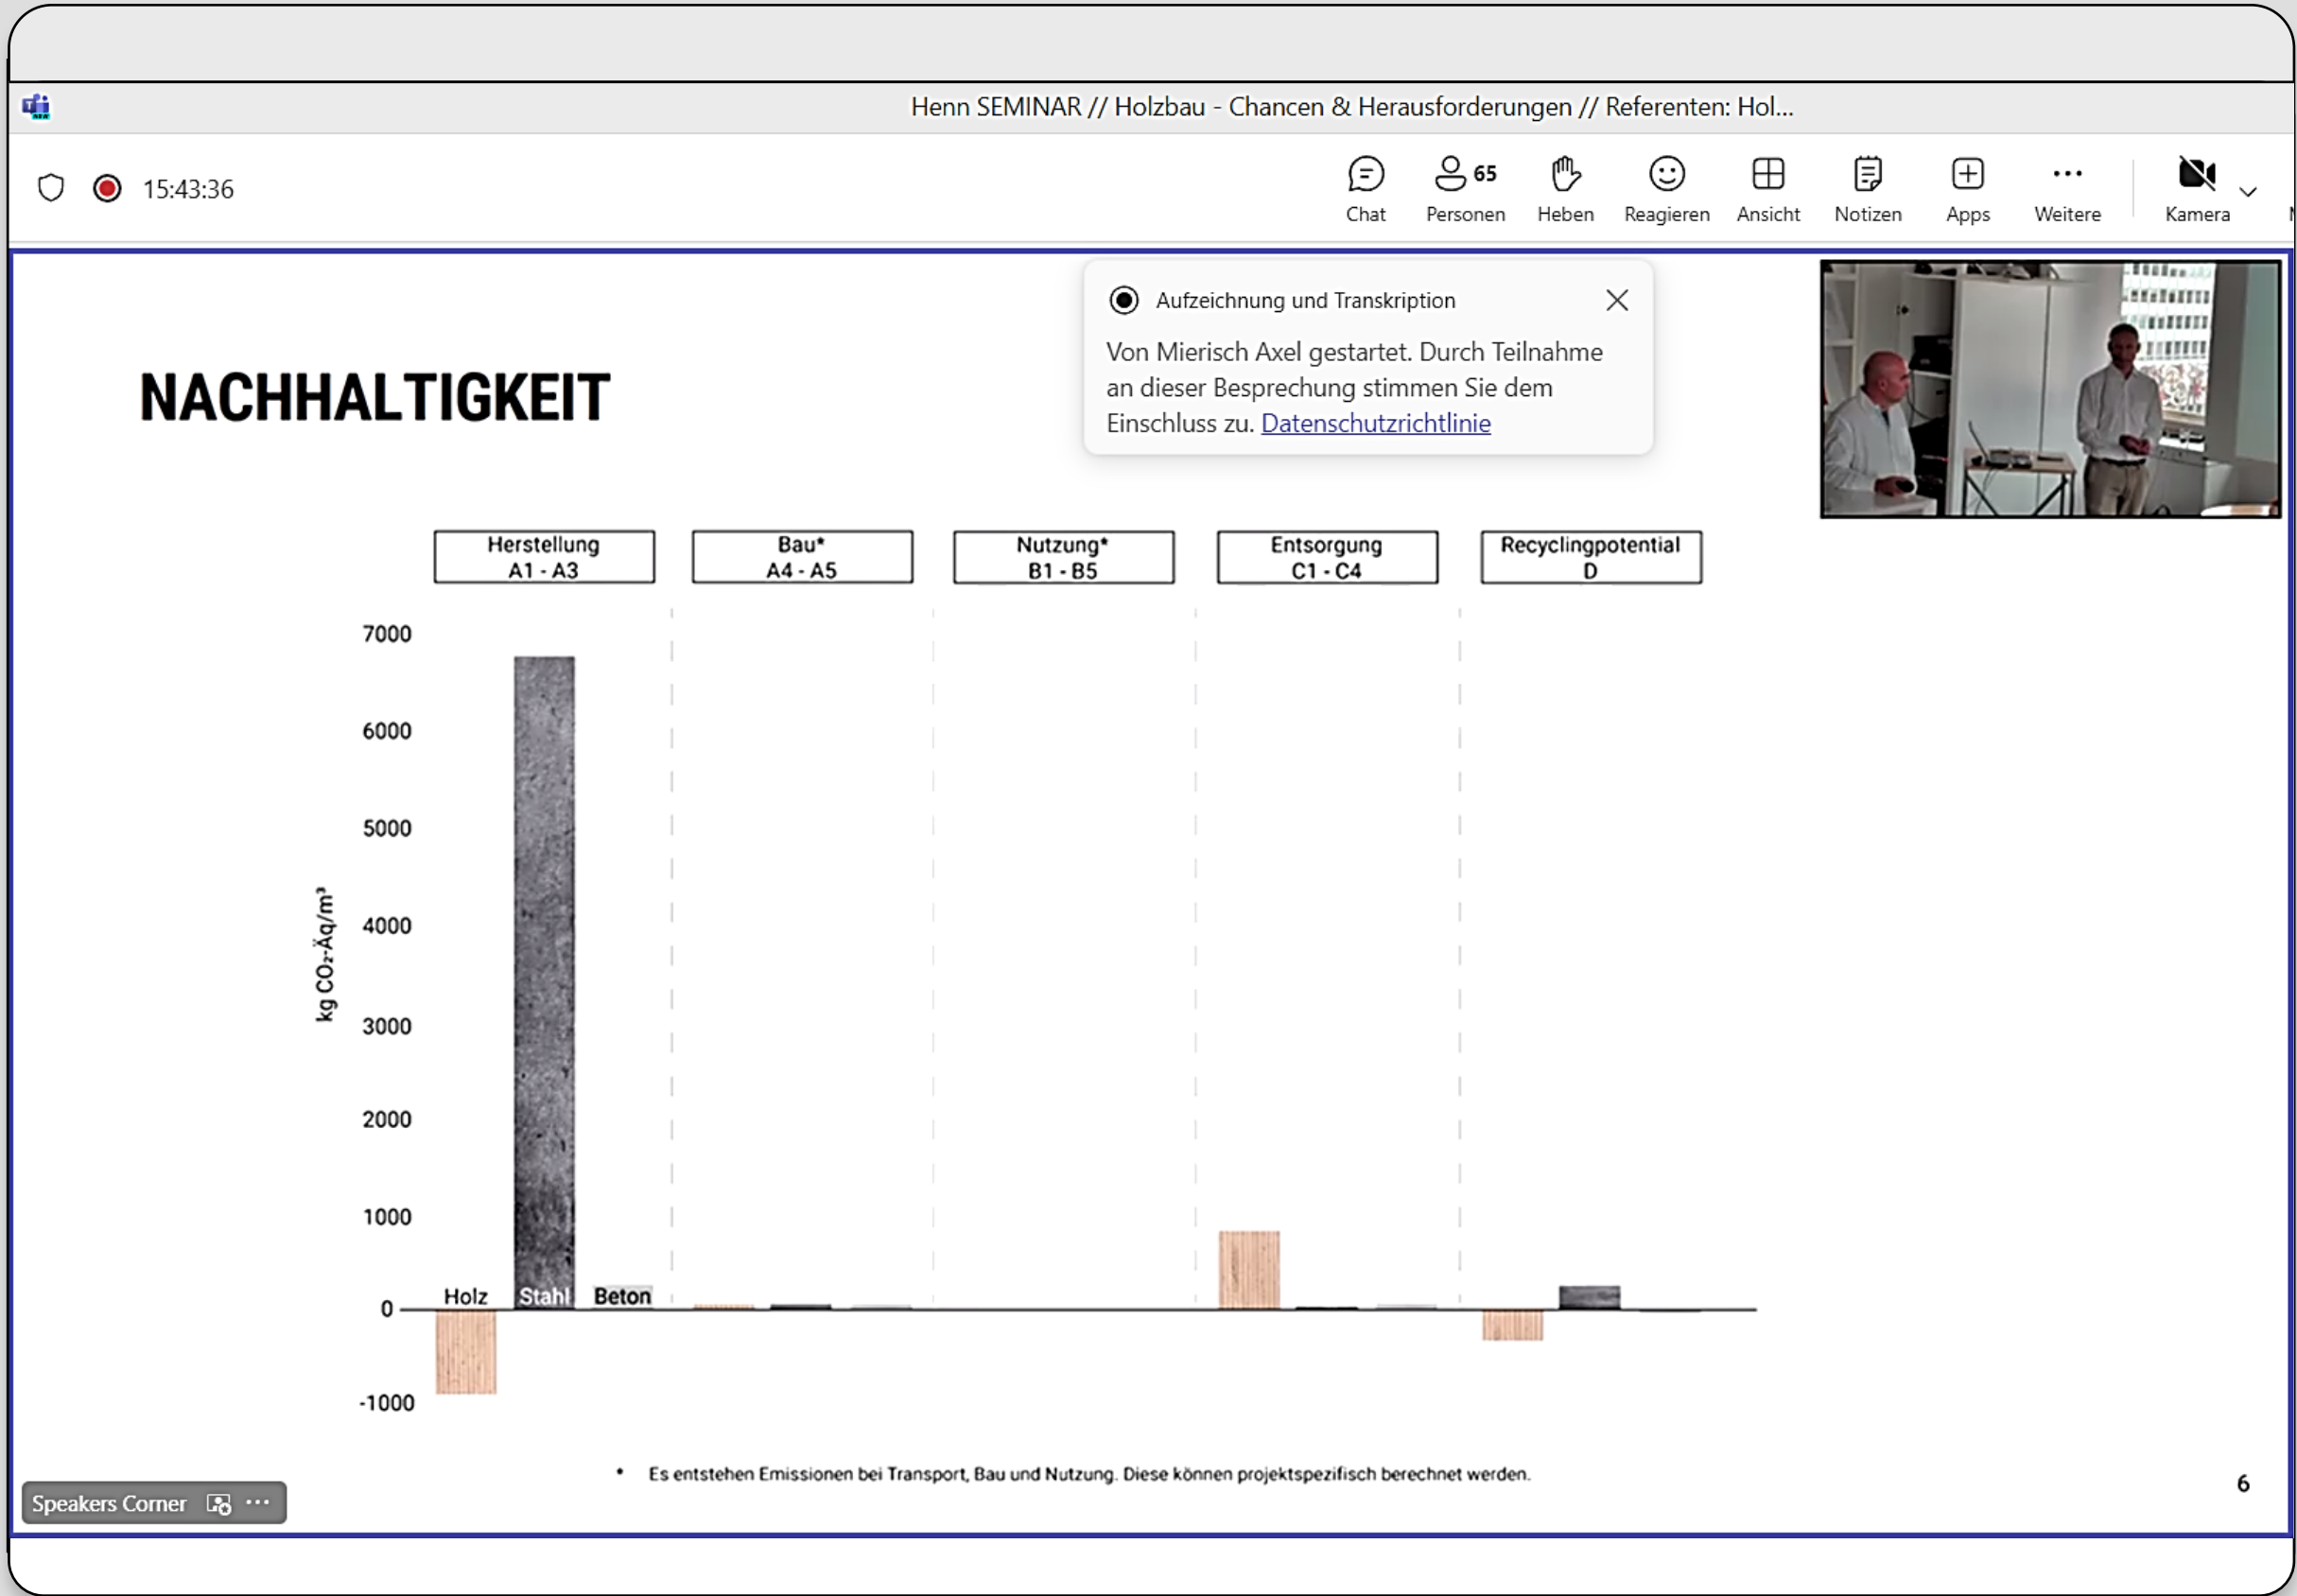 Henn SEMINAR // Holzbau - Chancen & Herausforderungen // Referenten: Hol...
15:43:36
Chat
65
Personen
Heben
Reagieren
Ansicht
Notizen
Apps
Weitere
Kamera
Aufzeichnung und Transkription
Von Mierisch Axel gestartet. Durch Teilnahme
an dieser Besprechung stimmen Sie dem
Einschluss zu. Datenschutzrichtlinie
NACHHALTIGKEIT
Herstellung
A1 - A3
Bau*
A4 - A5
Nutzung*
B1 - B5
Entsorgung
C1 - C4
Recyclingpotential
D
kg CO₂-Äq/m³
7000
6000
5000
4000
3000
2000
1000
0
-1000
Holz
Stahl
Beton
* Es entstehen Emissionen bei Transport, Bau und Nutzung. Diese können projektspezifisch berechnet werden.
Speakers Corner
6